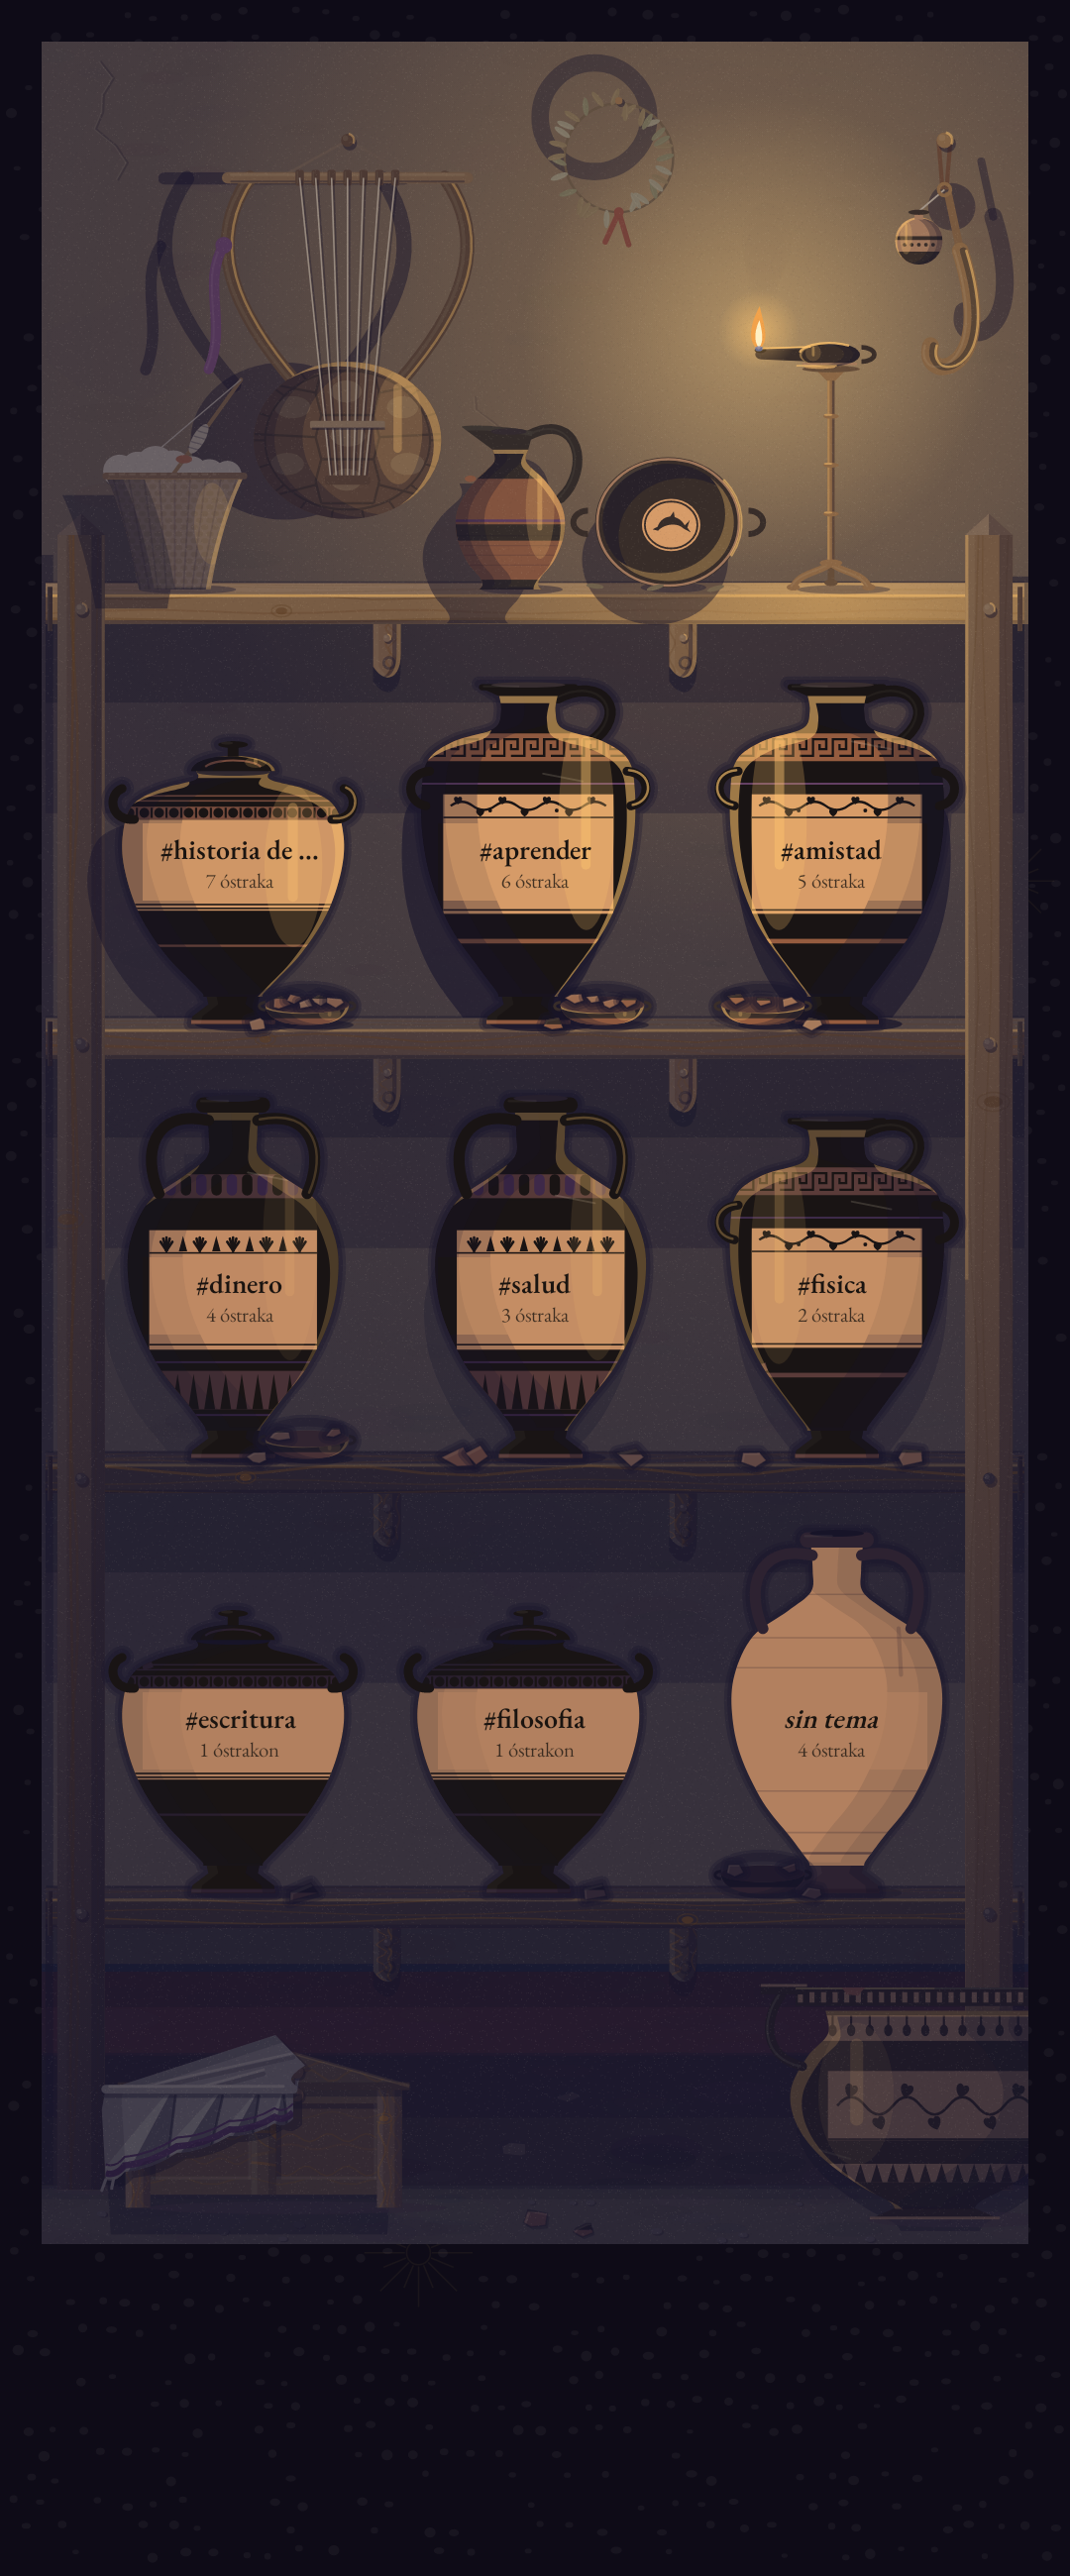 #historia de ...
7 óstraka
#aprender
6 óstraka
#amistad
5 óstraka
#dinero
4 óstraka
#salud
3 óstraka
#fisica
2 óstraka
#escritura
1 óstrakon
#filosofia
1 óstrakon
sin tema
4 óstraka